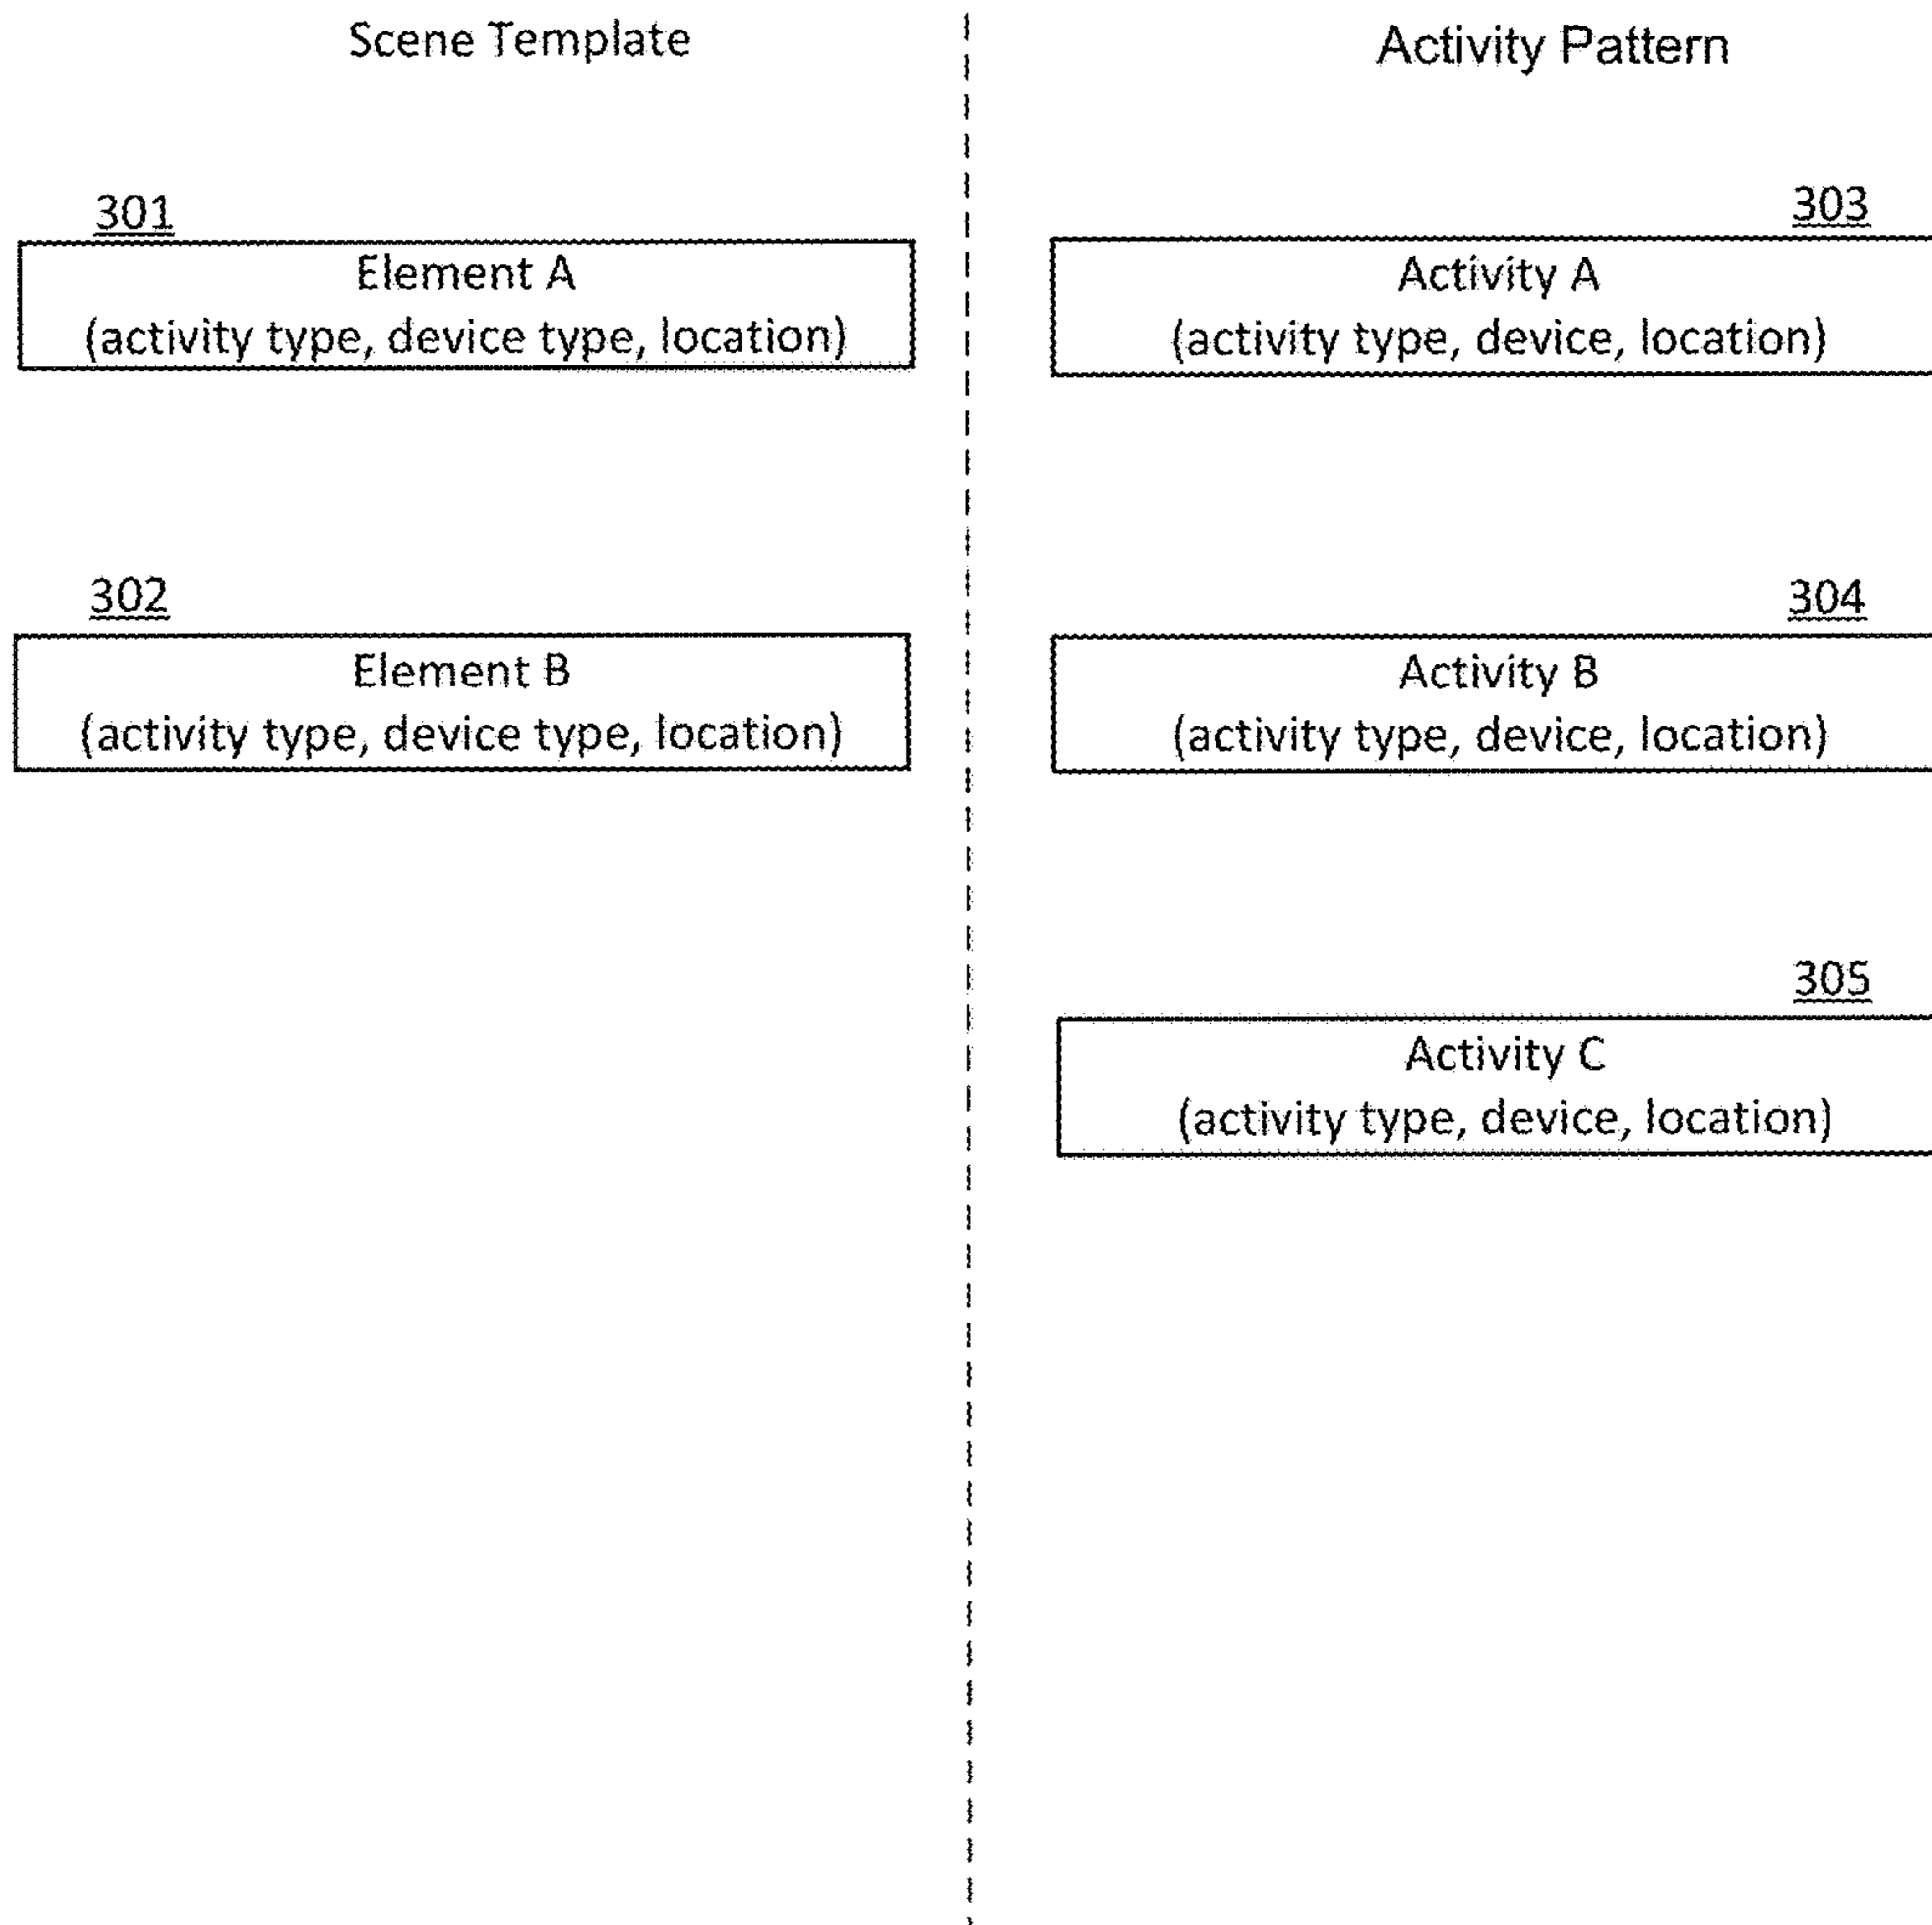 Scene Template
301
Element A
(activity type, device type, location)
302
Element B
(activity type, device type, location)
Activity Pattern
303
Activity A
(activity type, device, location)
304
Activity B
(activity type, device, location)
305
Activity C
(activity type, device, location)